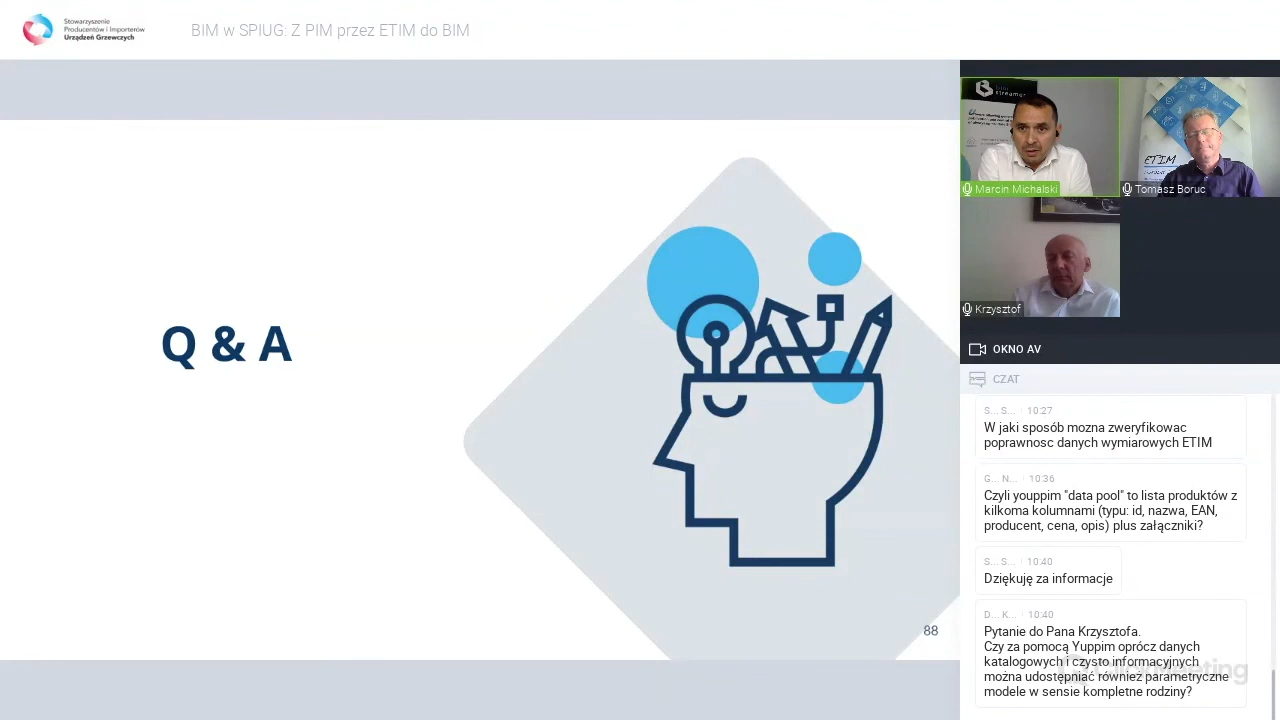 Stowarzyszenie
Producentów i Importerów
Urządzeń Grzewczych
BIM w SPIUG: Z PIM przez ETIM do BIM
Q & A
88
streamer
Marcin Michalski
ETIM
Tomasz Boruc
Krzysztof
OKNO AV
CZAT
S... S... 10:27
W jaki sposób mozna zweryfikowac
poprawnosc danych wymiarowych ETIM
G... N... 10:36
Czyli youppim "data pool" to lista produktów z
kilkoma kolumnami (typu: id, nazwa, EAN,
producent, cena, opis) plus załączniki?
S... S... 10:40
Dziękuję za informacje
D... K... 10:40
Pytanie do Pana Krzysztofa.
Czy za pomocą Yuppim oprócz danych
katalogowych i czysto informacyjnych
można udostępniać również parametryczne
modele w sensie kompletne rodziny?